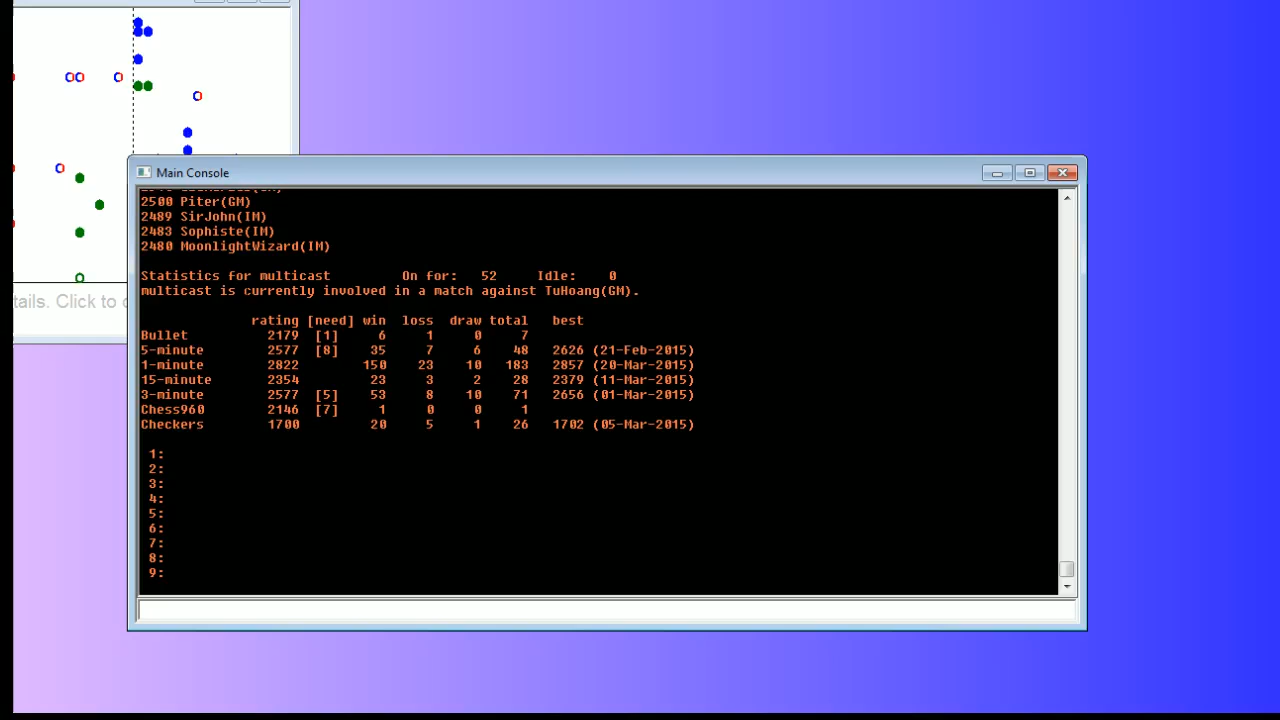 Main Console
2500 Piter(GM)
2489 SirJohn(IM)
2483 Sophiste(IM)
2480 MoonlightWizard(IM)
Statistics for multicast On for: 52 Idle: 0
multicast is currently involved in a match against TuHoang(GM).
rating [need] win loss draw total best
Bullet 2179 [1] 6 1 0 7
5-minute 2577 [8] 35 7 6 48 2626 (21-Feb-2015)
1-minute 2822 150 23 10 183 2857 (20-Mar-2015)
15-minute 2354 23 3 2 28 2379 (11-Mar-2015)
3-minute 2577 [5] 53 8 10 71 2656 (01-Mar-2015)
Chess960 2146 [7] 1 0 0 1
Checkers 1700 20 5 1 26 1702 (05-Mar-2015)
1:
2:
3:
4:
5:
6:
7:
8:
9:
tails. Click to